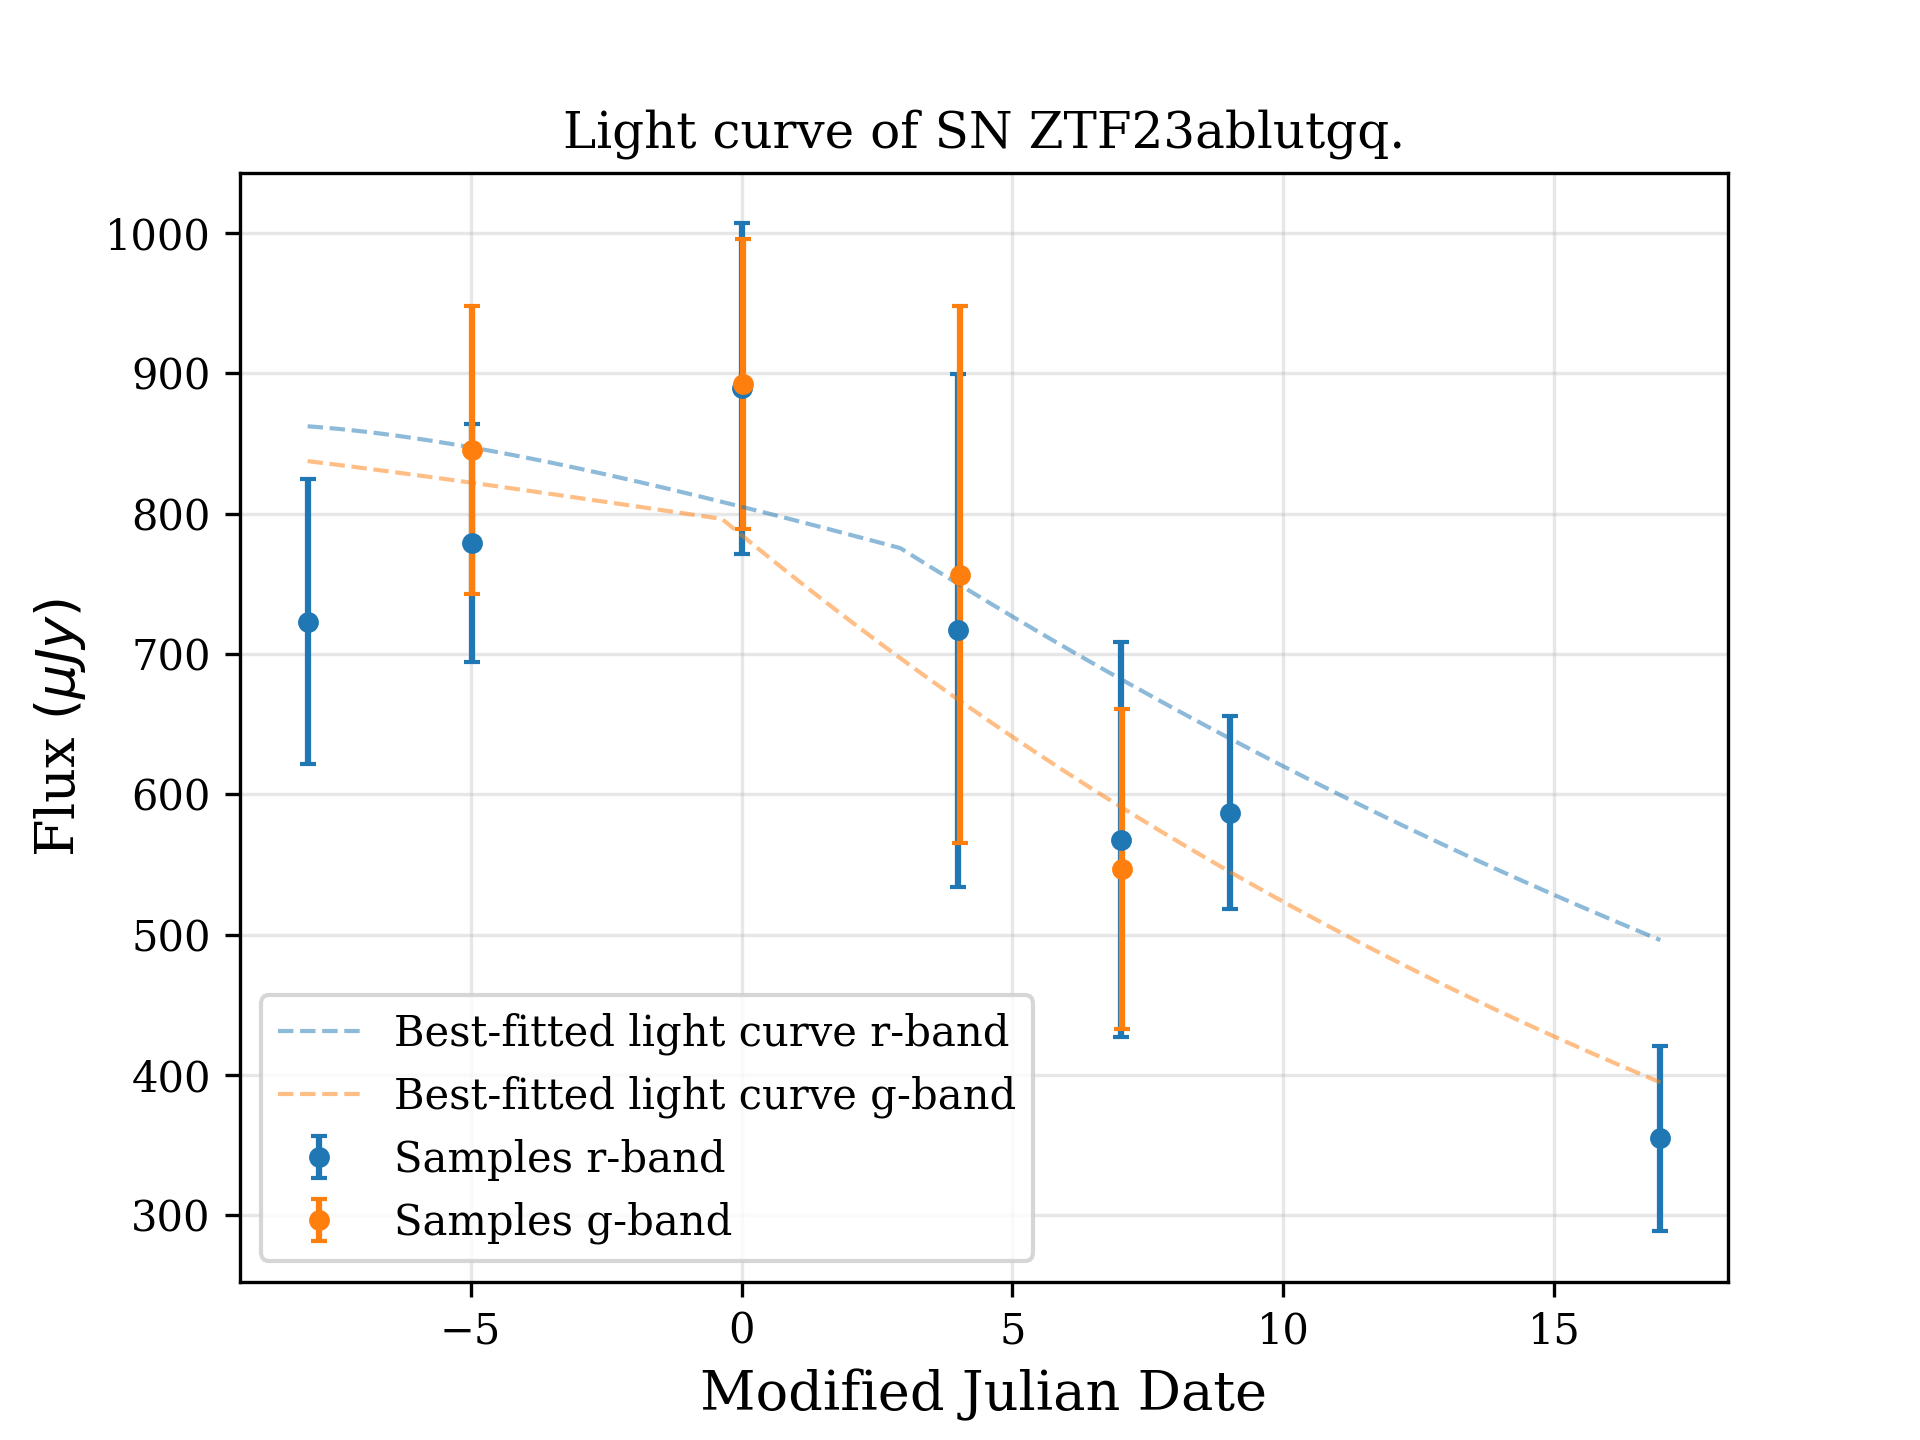 Light curve of SN ZTF23ablutgq.
1000
900
800
700
600
500
400
300
Flux (μJy)
Best-fitted light curve r-band
Best-fitted light curve g-band
Samples r-band
Samples g-band
−5 0 5 10 15
Modified Julian Date